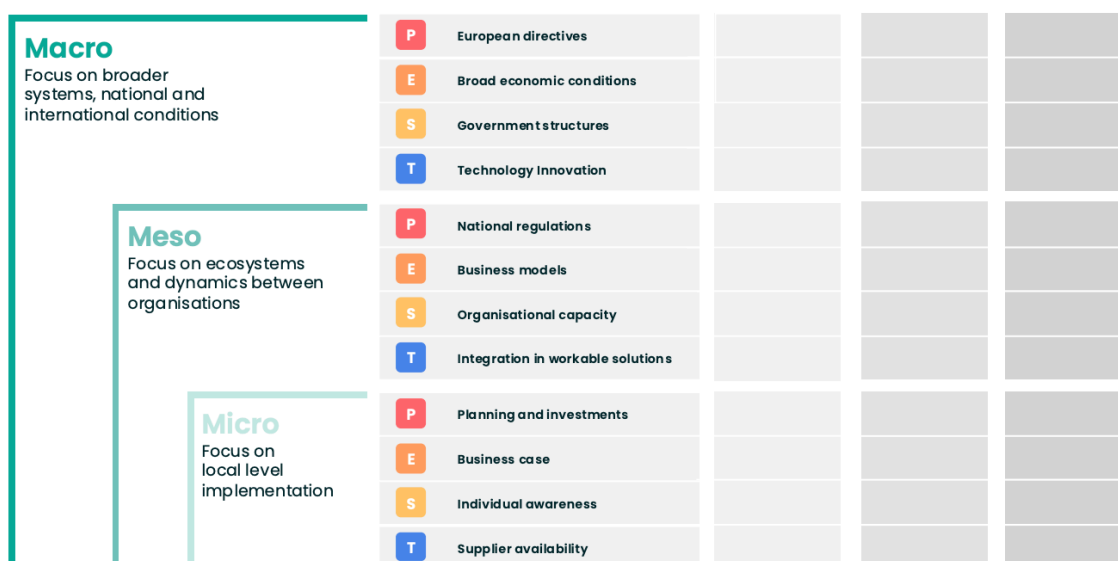 Macro
Focus on broader
systems, national and
international conditions
P European directives
E Broad economic conditions
S Government structures
T Technology Innovation
Meso
Focus on ecosystems
and dynamics between
organisations
P National regulations
E Business models
S Organisational capacity
T Integration in workable solutions
Micro
Focus on
local level
implementation
P Planning and investments
E Business case
S Individual awareness
T Supplier availability